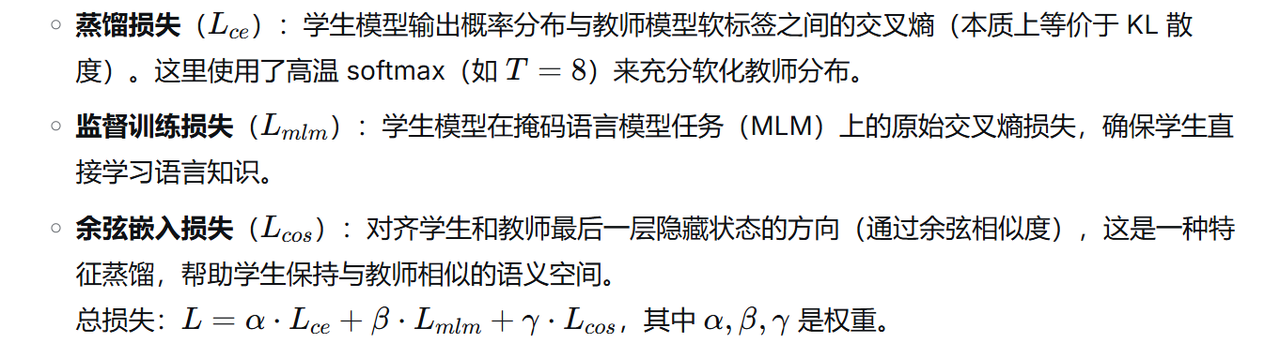 蒸馏损失（$L_{ce}$）：学生模型输出概率分布与教师模型软标签之间的交叉熵（本质上等价于 KL 散
度）。这里使用了高温 softmax（如 $T = 8$）来充分软化教师分布。
监督训练损失（$L_{mlm}$）：学生模型在掩码语言模型任务（MLM）上的原始交叉熵损失，确保学生直
接学习语言知识。
余弦嵌入损失（$L_{cos}$）：对齐学生和教师最后一层隐藏状态的方向（通过余弦相似度），这是一种特
征蒸馏，帮助学生保持与教师相似的语义空间。
总损失：$L = \alpha \cdot L_{ce} + \beta \cdot L_{mlm} + \gamma \cdot L_{cos}$，其中 $\alpha, \beta, \gamma$ 是权重。